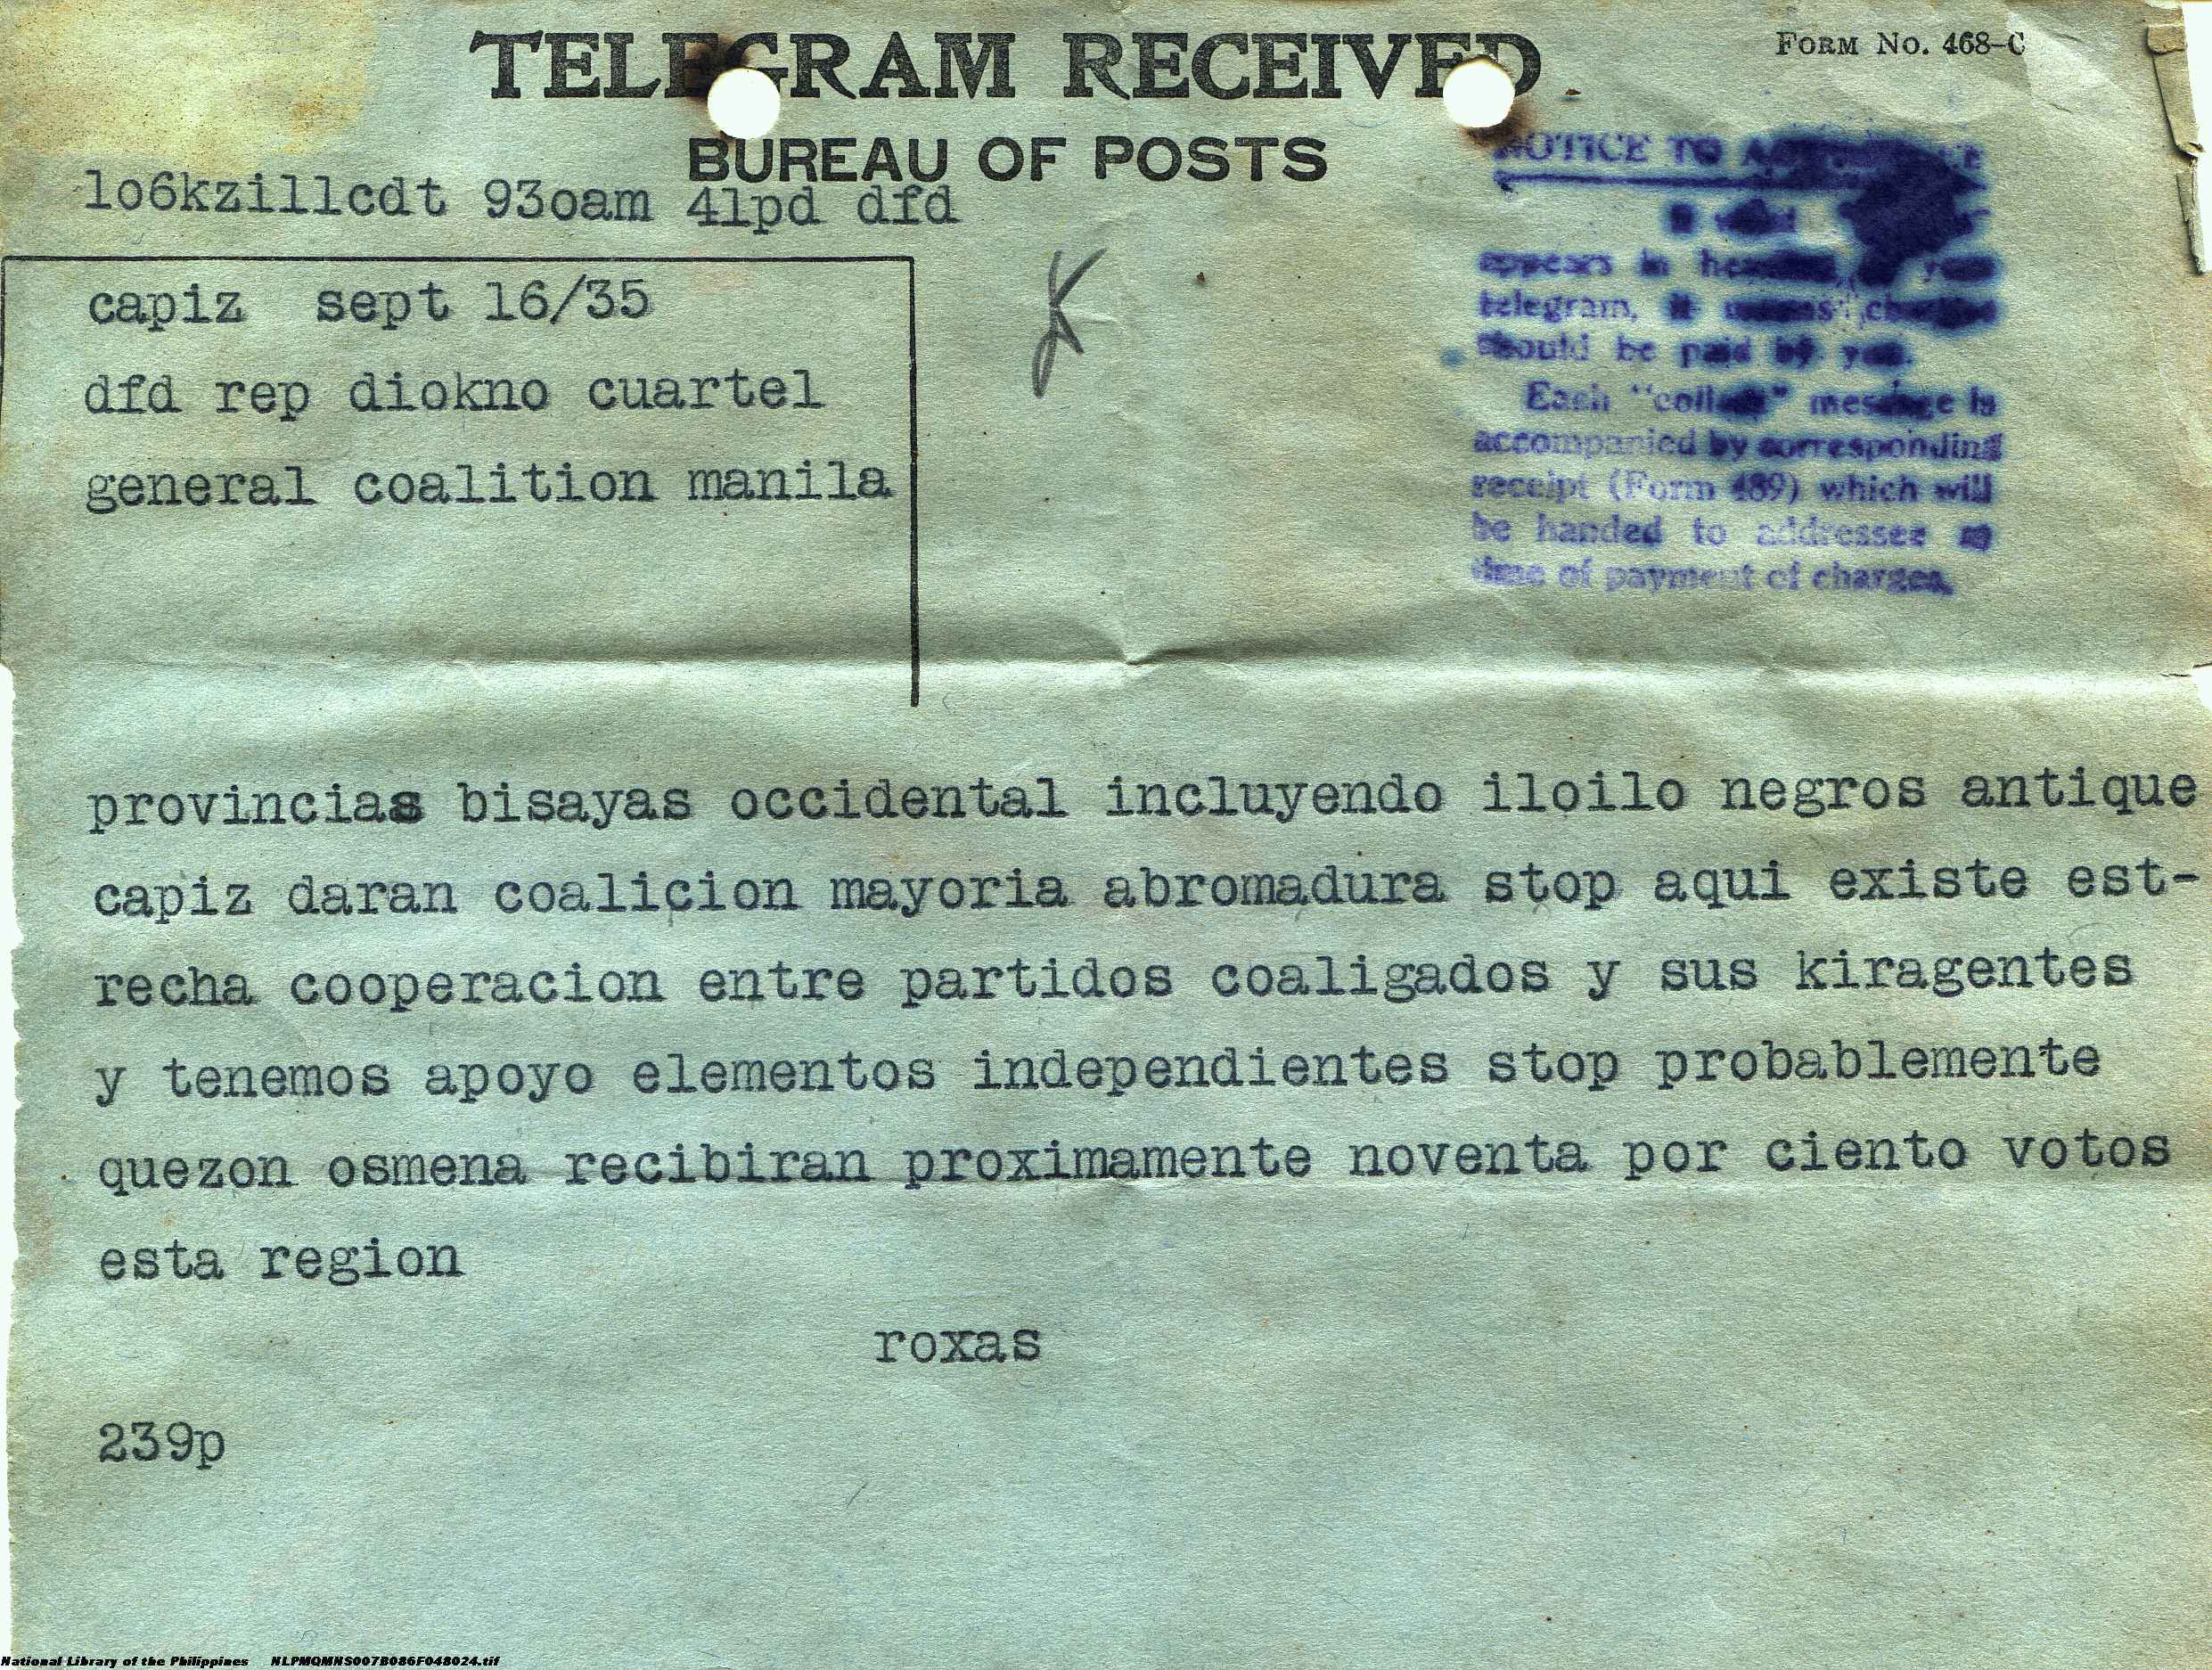 TELEGRAM RECEIVED
FORM No. 468-C
BUREAU OF POSTS
lo6kzillcdt 93oam 4lpd dfd
capiz sept 16/35
dfd rep diokno cuartel
general coalition manila
NOTICE TO
appears in
telegram, it
should be paid by you.
Each "collect" message is
accompanied by corresponding
receipt (Form 489) which will
be handed to addressee
time of payment of charges.
provincias bisayas occidental incluyendo iloilo negros antique
capiz daran coalicion mayoria abromadura stop aqui existe est-
recha cooperacion entre partidos coaligados y sus kiragentes
y tenemos apoyo elementos independientes stop probablemente
quezon osmena recibiran proximamente noventa por ciento votos
esta region
roxas
239p
National Library of the Philippines NLPMQMNS007B086F048024.tif